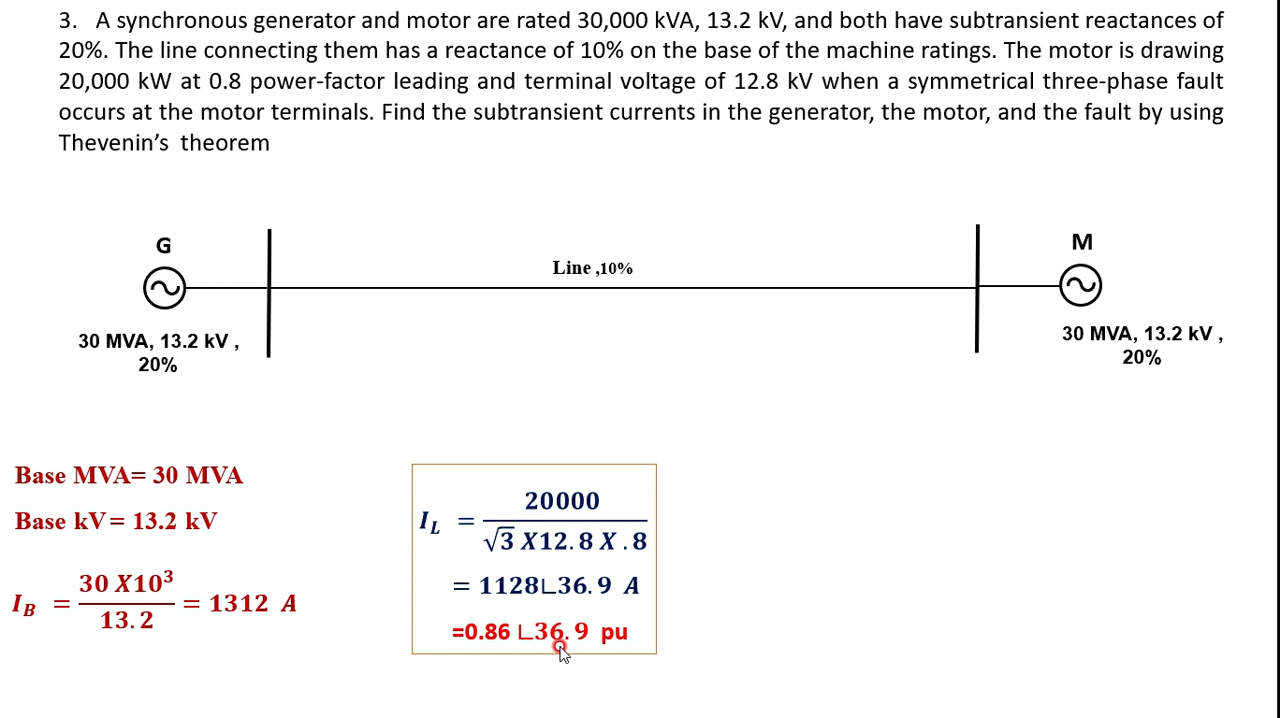 3. A synchronous generator and motor are rated 30,000 kVA, 13.2 kV, and both have subtransient reactances of
20%. The line connecting them has a reactance of 10% on the base of the machine ratings. The motor is drawing
20,000 kW at 0.8 power-factor leading and terminal voltage of 12.8 kV when a symmetrical three-phase fault
occurs at the motor terminals. Find the subtransient currents in the generator, the motor, and the fault by using
Thevenin’s theorem
G
M
Line ,10%
30 MVA, 13.2 kV ,
20%
30 MVA, 13.2 kV ,
20%
Base MVA= 30 MVA
Base kV= 13.2 kV
I_B = 30 X10³ / 13.2 = 1312 A
I_L = 20000 / √3 X12.8 X .8
= 1128∟36.9 A
=0.86 ∟36.9 pu